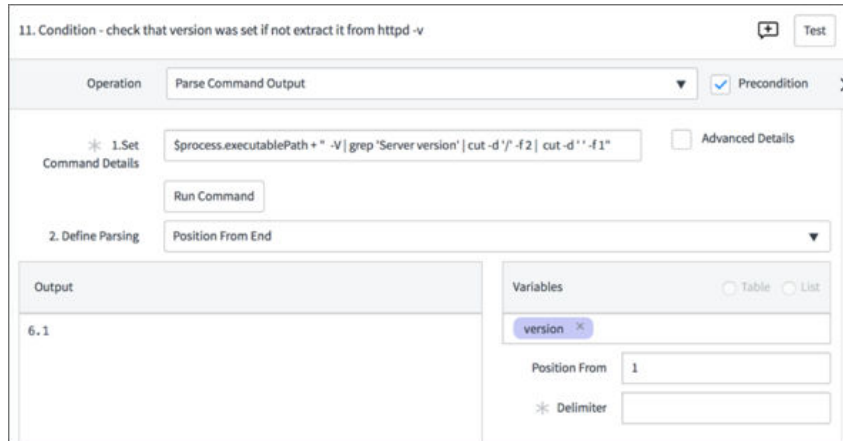 11. Condition - check that version was set if not extract it from httpd -v
Test
Operation
Parse Command Output
Precondition
1.Set
Command Details
$process.executablePath + " -V | grep 'Server version' | cut -d '/' -f 2 | cut -d ' ' -f 1"
Advanced Details
Run Command
2. Define Parsing
Position From End
Output
Variables
Table
List
6.1
version
Position From
1
Delimiter